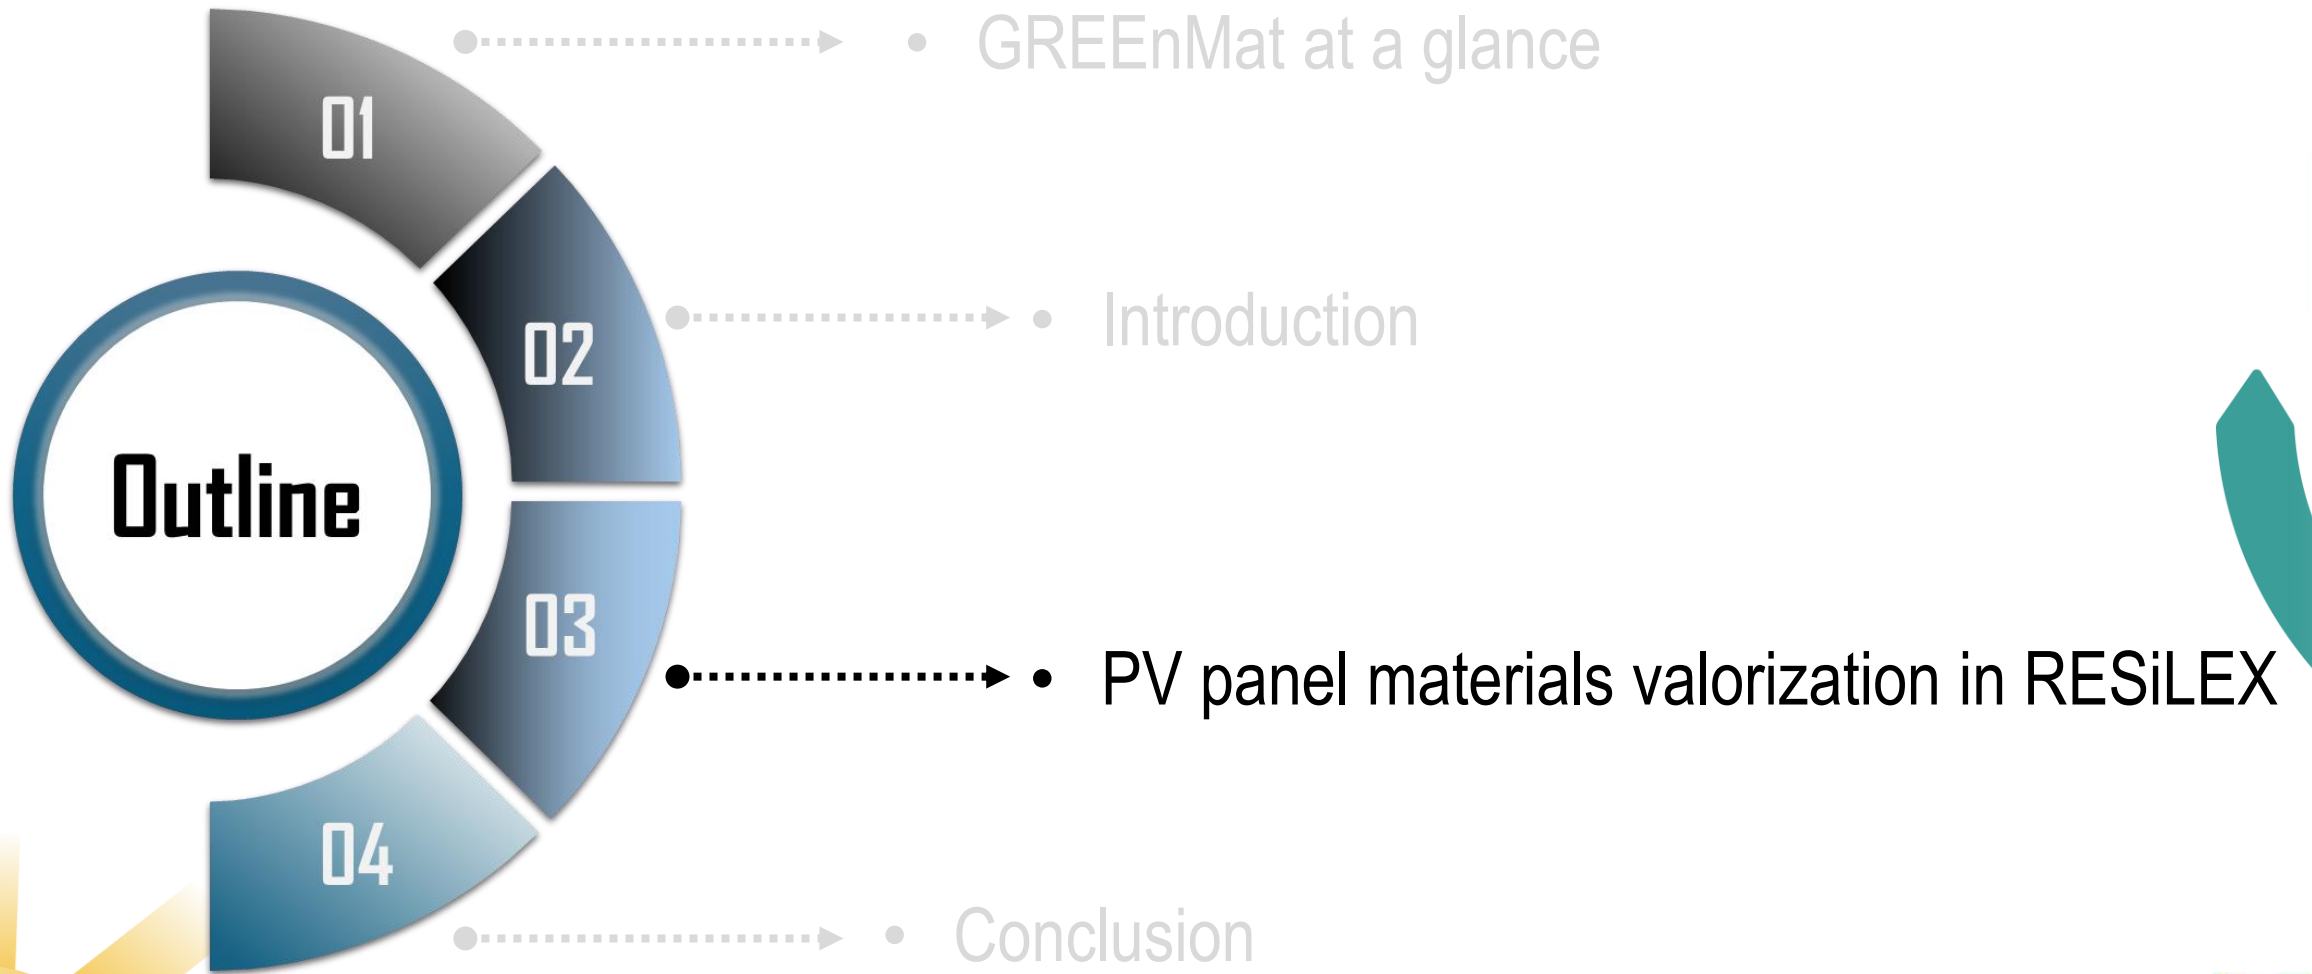 01
• GREEnMat at a glance
02
• Introduction
Outline
03
• PV panel materials valorization in RESiLEX
04
• Conclusion